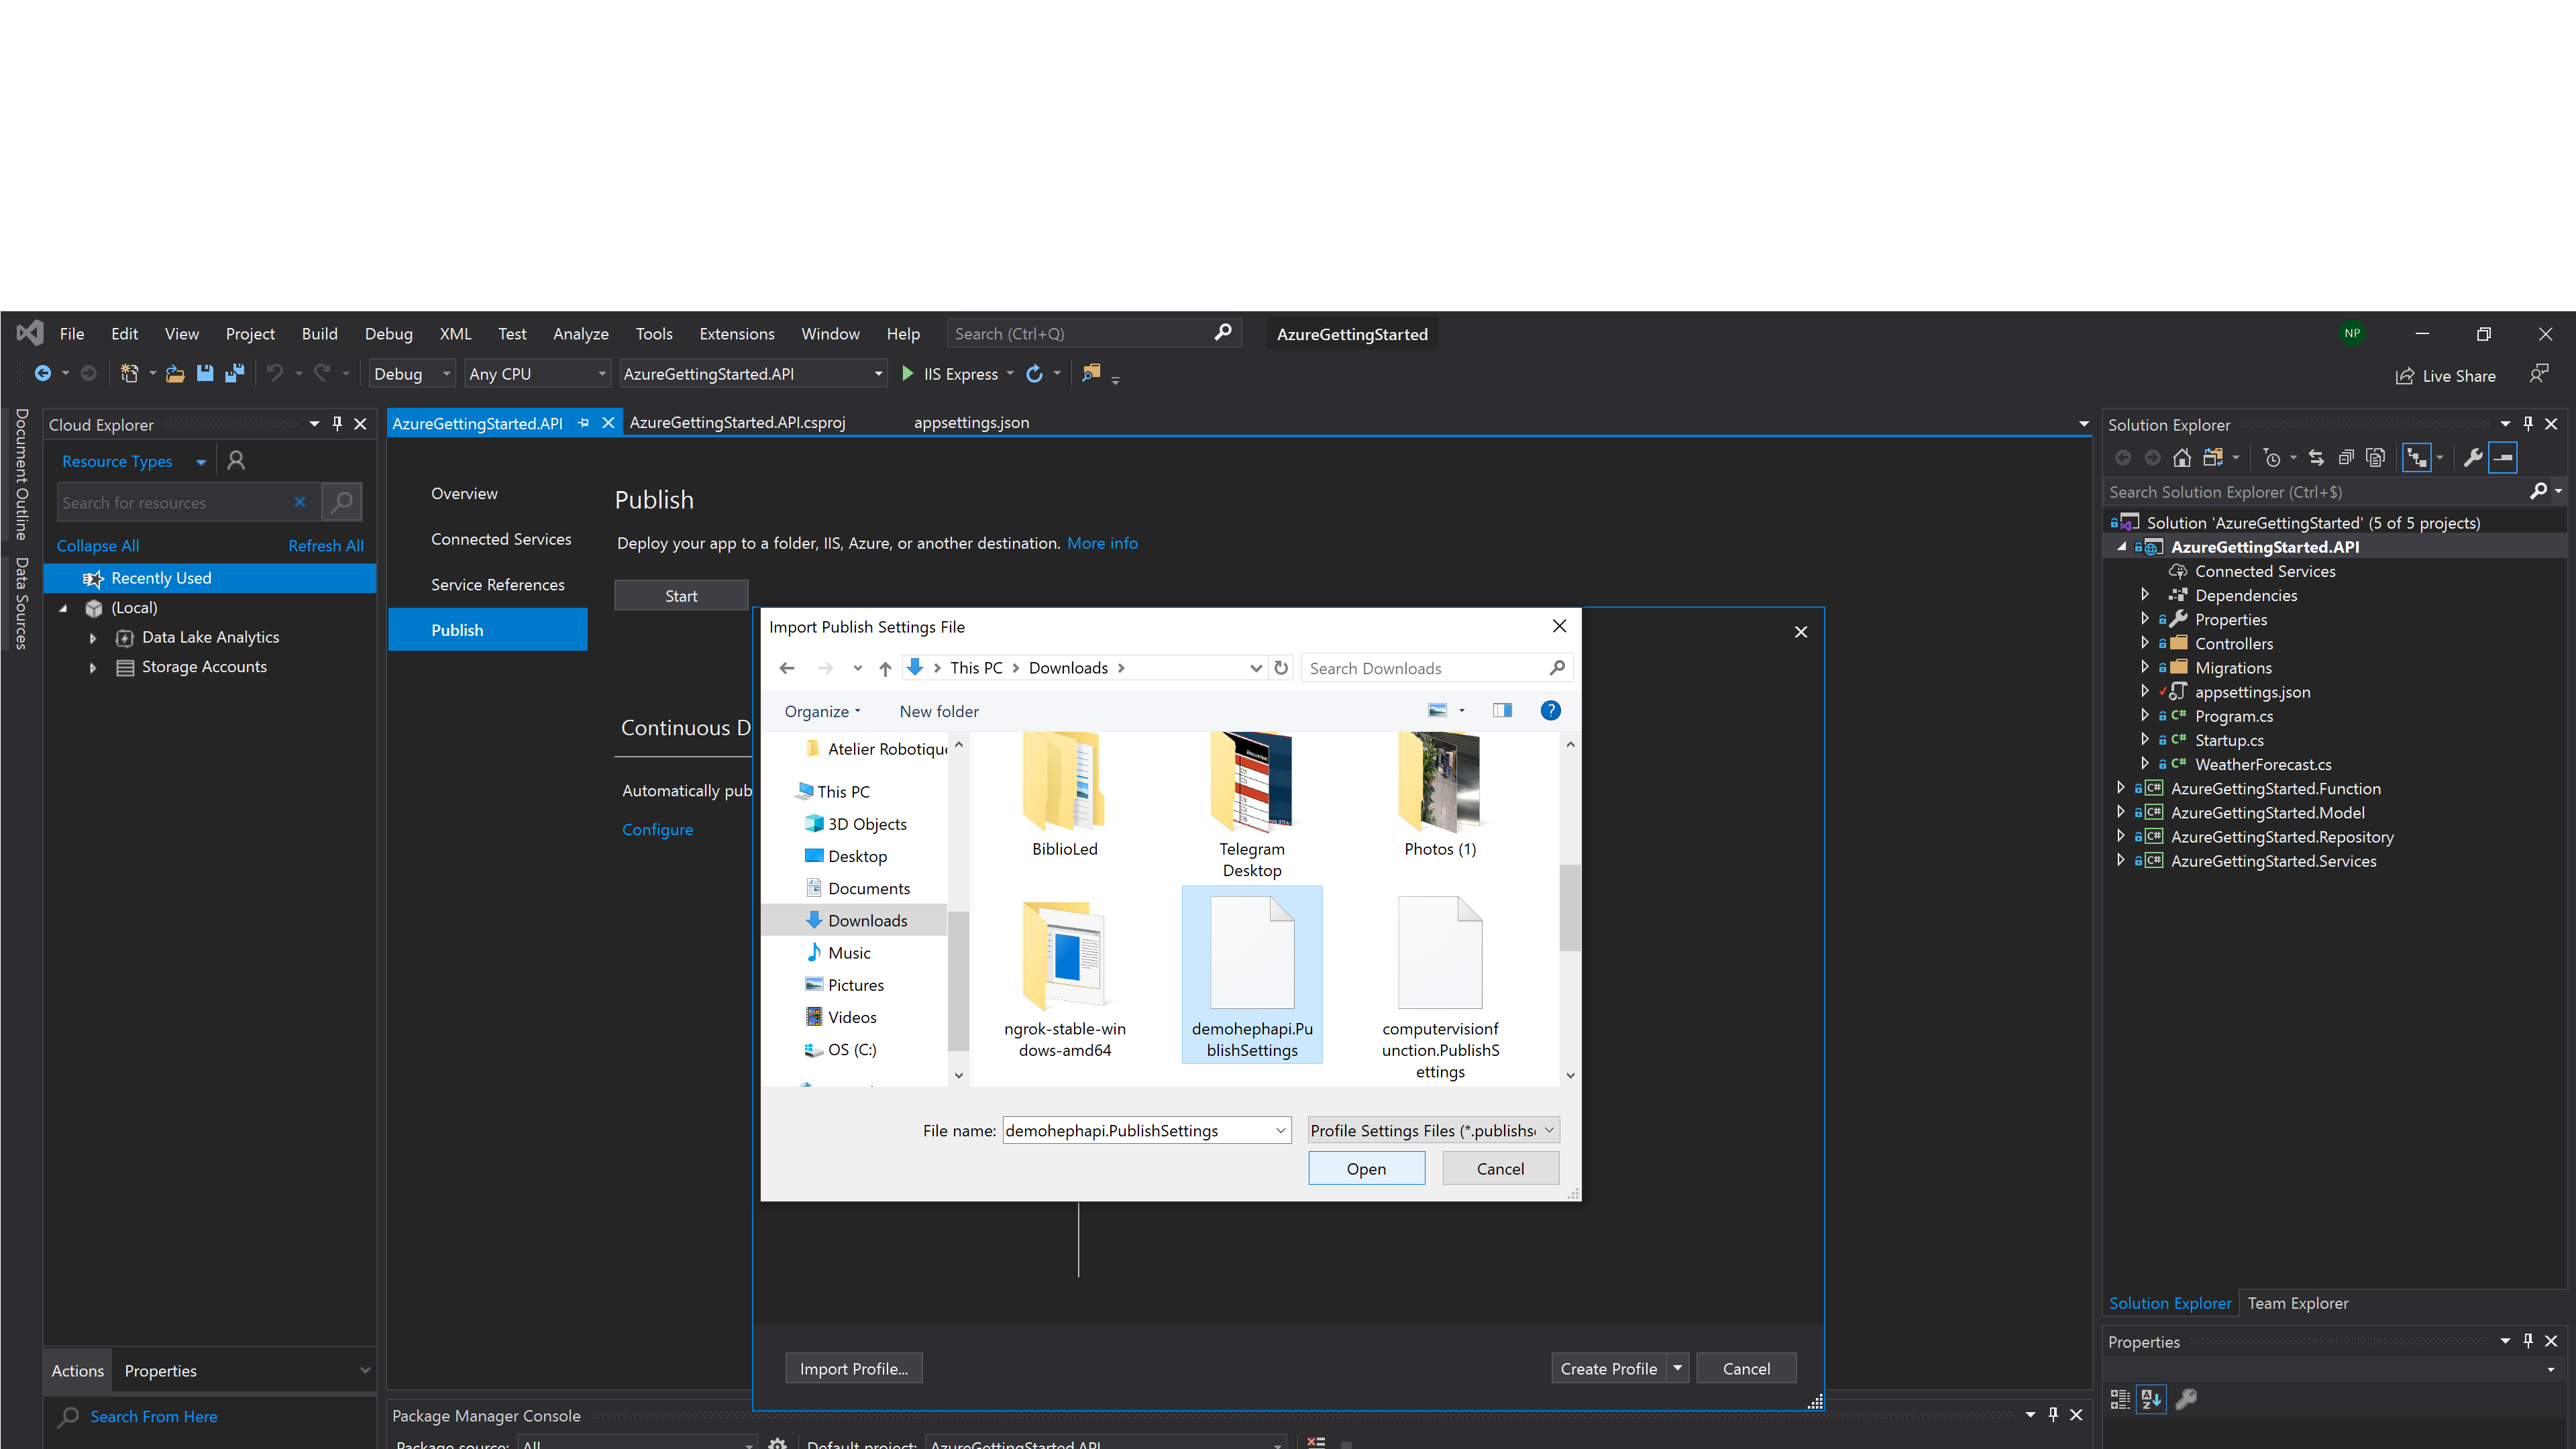 File Edit View Project Build Debug XML Test Analyze Tools Extensions Window Help Search (Ctrl+Q) AzureGettingStarted NP
Debug Any CPU AzureGettingStarted.API IIS Express Live Share
Document Outline
Data Sources
Cloud Explorer
Resource Types
Search for resources
Collapse All Refresh All
Recently Used
(Local)
Data Lake Analytics
Storage Accounts
Actions Properties
Search From Here
AzureGettingStarted.API AzureGettingStarted.API.csproj appsettings.json
Overview
Connected Services
Service References
Publish
Publish
Deploy your app to a folder, IIS, Azure, or another destination. More info
Start
Continuous D
Automatically pub
Configure
Import Publish Settings File
This PC Downloads Search Downloads
Organize New folder
Atelier Robotique
This PC
3D Objects
Desktop
Documents
Downloads
Music
Pictures
Videos
OS (C:)
BiblioLed
Telegram
Desktop
Photos (1)
ngrok-stable-win
dows-amd64
demohephapi.Pu
blishSettings
computervisionf
unction.PublishS
ettings
File name: demohephapi.PublishSettings Profile Settings Files (*.publishse
Open Cancel
Import Profile... Create Profile Cancel
Package Manager Console
Package source: All Default project: AzureGettingStarted.API
Solution Explorer
Search Solution Explorer (Ctrl+$)
Solution 'AzureGettingStarted' (5 of 5 projects)
AzureGettingStarted.API
Connected Services
Dependencies
Properties
Controllers
Migrations
appsettings.json
C# Program.cs
C# Startup.cs
C# WeatherForecast.cs
C# AzureGettingStarted.Function
C# AzureGettingStarted.Model
C# AzureGettingStarted.Repository
C# AzureGettingStarted.Services
Solution Explorer Team Explorer
Properties